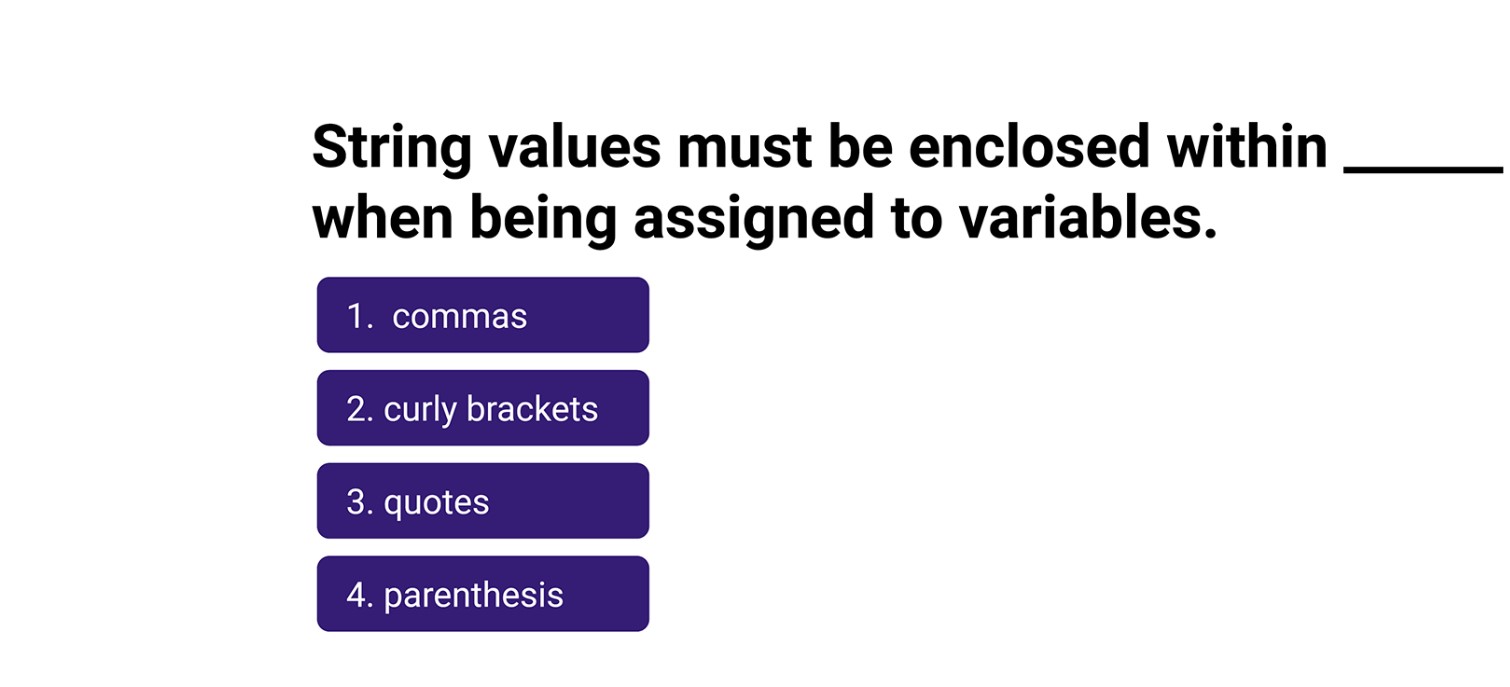 String values must be enclosed within ______
when being assigned to variables.
1. commas
2. curly brackets
3. quotes
4. parenthesis